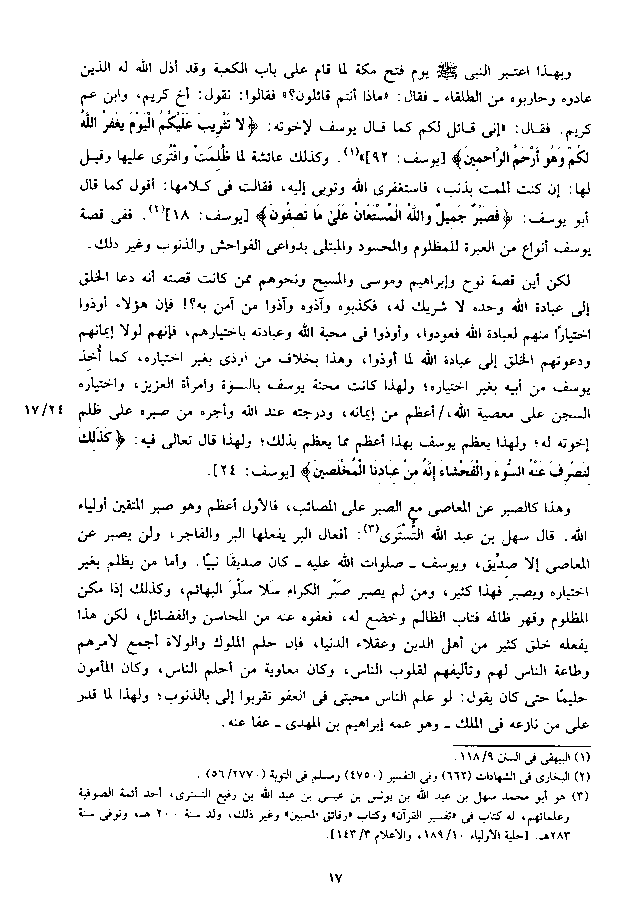 وبهذا اعتبر النبى ﷺ يوم فتح مكة لما قام على باب الكعبة وقد أذل الله له الذين
عادوه وحاربوه من الطلقاء ـ فقال: «ماذا أنتم قائلون؟» فقالوا: نقول: أخ كريم، وابن عم
كريم. فقال: «إنى قائل لكم كما قال يوسف لإخوته: ﴿لا تَثْرِيبَ عَلَيْكُمُ الْيَوْمَ يَغْفِرُ اللَّهُ
لَكُمْ وَهُوَ أَرْحَمُ الرَّاحِمِينَ﴾ [يوسف: ٩٢]»(١). وكذلك عائشة لما ظُلِمَتْ وافْتُرى عليها وقيل
لها: إن كنت ألممت بذنب، فاستغفرى الله وتوبى إليه، فقالت فى كلامها: أقول كما قال
أبو يوسف: ﴿فَصَبْرٌ جَمِيلٌ وَاللَّهُ الْمُسْتَعَانُ عَلَىٰ مَا تَصِفُونَ﴾ [يوسف: ١٨](٢). ففى قصة
يوسف أنواع من العبرة للمظلوم والمحسود والمبتلى بدواعى الفواحش والذنوب وغير ذلك.
لكن أين قصة نوح وإبراهيم وموسى والمسيح ونحوهم ممن كانت قصته أنه دعا الخلق
إلى عبادة الله وحده لا شريك له، فكذبوه وآذوه وآذوا من آمن به؟! فإن هؤلاء أوذوا
اختيارًا منهم لعبادة الله فعودوا، وأوذوا فى محبة الله وعبادته باختيارهم، فإنهم لولا إيمانهم
ودعوتهم الخلق إلى عبادة الله لما أوذوا، وهذا بخلاف من أوذى بغير اختياره، كما أُخِذ
يوسف من أبيه بغير اختياره؛ ولهذا كانت محنة يوسف بالنسوة وامرأة العزيز، واختياره
السجن على معصية الله،/أعظم من إيمانه، ودرجته عند الله وأجره من صبره على ظلم
١٧/٢٤
إخوته له؛ ولهذا يعظم يوسف بهذا أعظم مما يعظم بذلك؛ ولهذا قال تعالى فيه: ﴿كَذَلِكَ
لِنَصْرِفَ عَنْهُ السُّوءَ وَالْفَحْشَاءَ إِنَّهُ مِنْ عِبَادِنَا الْمُخْلَصِينَ﴾ [يوسف: ٢٤].
وهذا كالصبر عن المعاصى مع الصبر على المصائب، فالأول أعظم وهو صبر المتقين أولياء
الله. قال سهل بن عبد الله التُّسْتَرى(٣): أفعال البر يفعلها البر والفاجر، ولن يصبر عن
المعاصى إلا صدِّيق، ويوسف ـ صلوات الله عليه ـ كان صديقًا نبيًا. وأما من يظلم بغير
اختياره ويصبر فهذا كثير، ومن لم يصبر صَبْر الكرام سَلا سُلُوّ البهائم، وكذلك إذا مكن
المظلوم وقهر ظالمه فتاب الظالم وخضع له، فعفوه عنه من المحاسن والفضائل، لكن هذا
يفعله خلق كثير من أهل الدين وعقلاء الدنيا، فإن حلم الملوك والولاة أجمع لأمرهم
وطاعة الناس لهم وتأليفهم لقلوب الناس، وكان معاوية من أحلم الناس، وكان المأمون
حليمًا حتى كان يقول: لو علم الناس محبتى فى العفو تقربوا إلى بالذنوب؛ ولهذا لما قدر
على من نازعه فى الملك ـ وهو عمه إبراهيم بن المهدى ـ عفا عنه.
(١) البيهقى فى السنن ٩/ ١١٨.
(٢) البخارى فى الشهادات (٦٦٢) وفى التفسير (٤٧٥٠) ومسلم فى التوبة (٢٧٧٠/ ٥٦).
(٣) هو أبو محمد سهل بن عبد الله بن يونس بن عيسى بن عبد الله بن رفيع التسترى، أحد أئمة الصوفية
وعلمائهم، له كتاب فى «تفسير القرآن» وكتاب «رقائق المحبين» وغير ذلك، ولد سنة ٢٠٠ هـ، وتوفى سنة
٢٨٣هـ. [حلية الأولياء ١٠/ ١٨٩، والأعلام ٣/ ١٤٣].
١٧